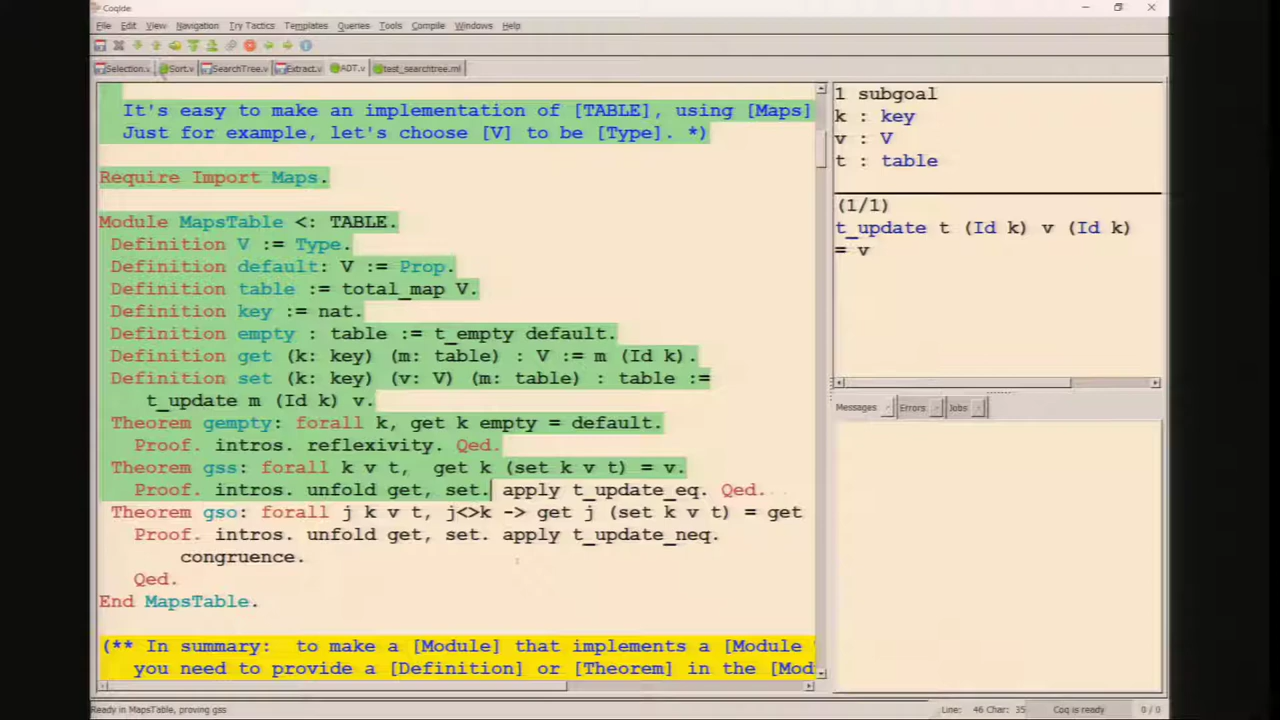 CoqIde
File Edit View Navigation Try Tactics Templates Queries Tools Compile Windows Help
Selection.v Sort.v SearchTree.v Extract.v ADT.v test_searchtree.ml
It's easy to make an implementation of [TABLE], using [Maps]
Just for example, let's choose [V] to be [Type]. *)
Require Import Maps.
Module MapsTable <: TABLE.
Definition V := Type.
Definition default: V := Prop.
Definition table := total_map V.
Definition key := nat.
Definition empty : table := t_empty default.
Definition get (k: key) (m: table) : V := m (Id k).
Definition set (k: key) (v: V) (m: table) : table :=
t_update m (Id k) v.
Theorem gempty: forall k, get k empty = default.
Proof. intros. reflexivity. Qed.
Theorem gss: forall k v t, get k (set k v t) = v.
Proof. intros. unfold get, set. apply t_update_eq. Qed.
Theorem gso: forall j k v t, j<>k -> get j (set k v t) = get
Proof. intros. unfold get, set. apply t_update_neq.
congruence.
Qed.
End MapsTable.
(** In summary: to make a [Module] that implements a [Module
you need to provide a [Definition] or [Theorem] in the [Mod
1 subgoal
k : key
v : V
t : table
(1/1)
t_update t (Id k) v (Id k)
= v
Messages Errors Jobs
Ready in MapsTable, proving gss
Line: 46 Char: 35 Coq is ready 0 / 0